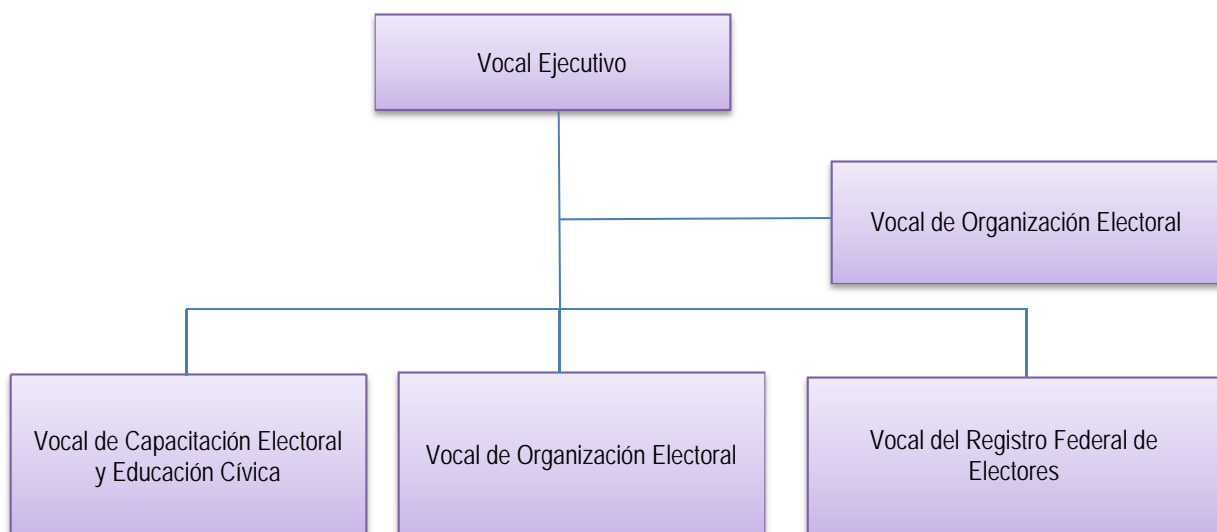 Vocal Ejecutivo
Vocal de Organización Electoral
Vocal de Capacitación Electoral
y Educación Cívica
Vocal de Organización Electoral
Vocal del Registro Federal de
Electores